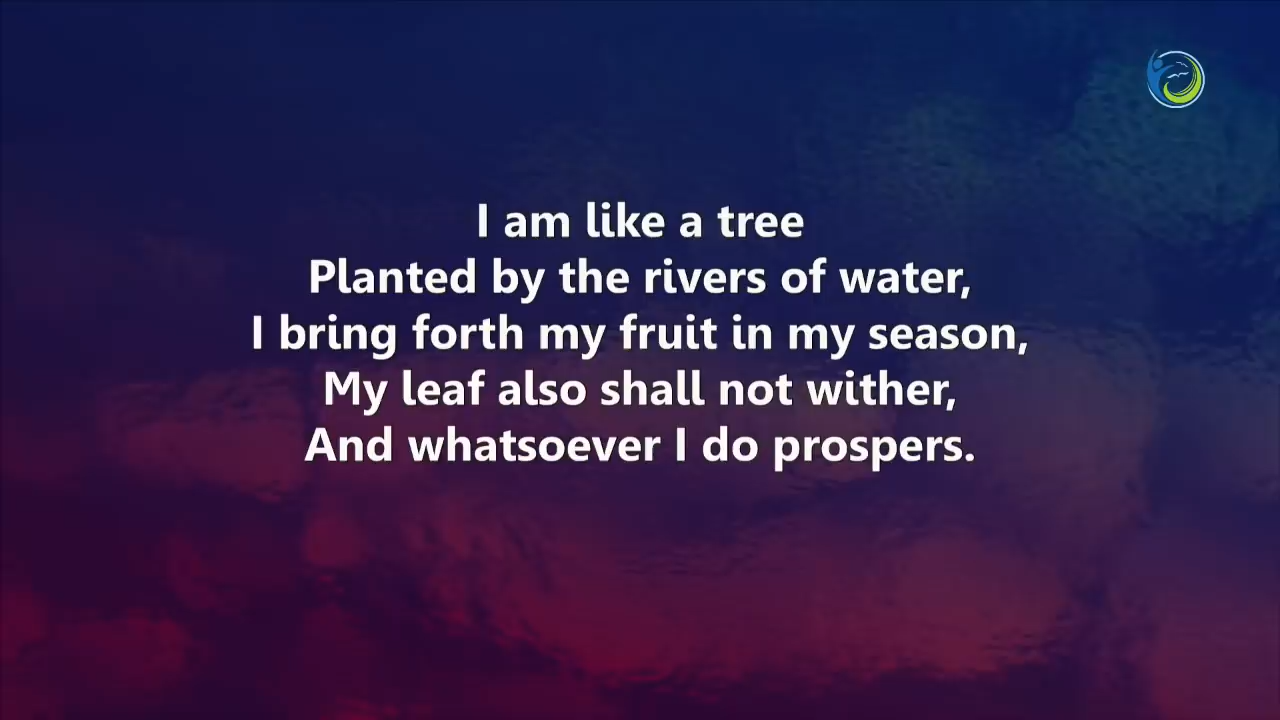 I am like a tree
Planted by the rivers of water,
I bring forth my fruit in my season,
My leaf also shall not wither,
And whatsoever I do prospers.